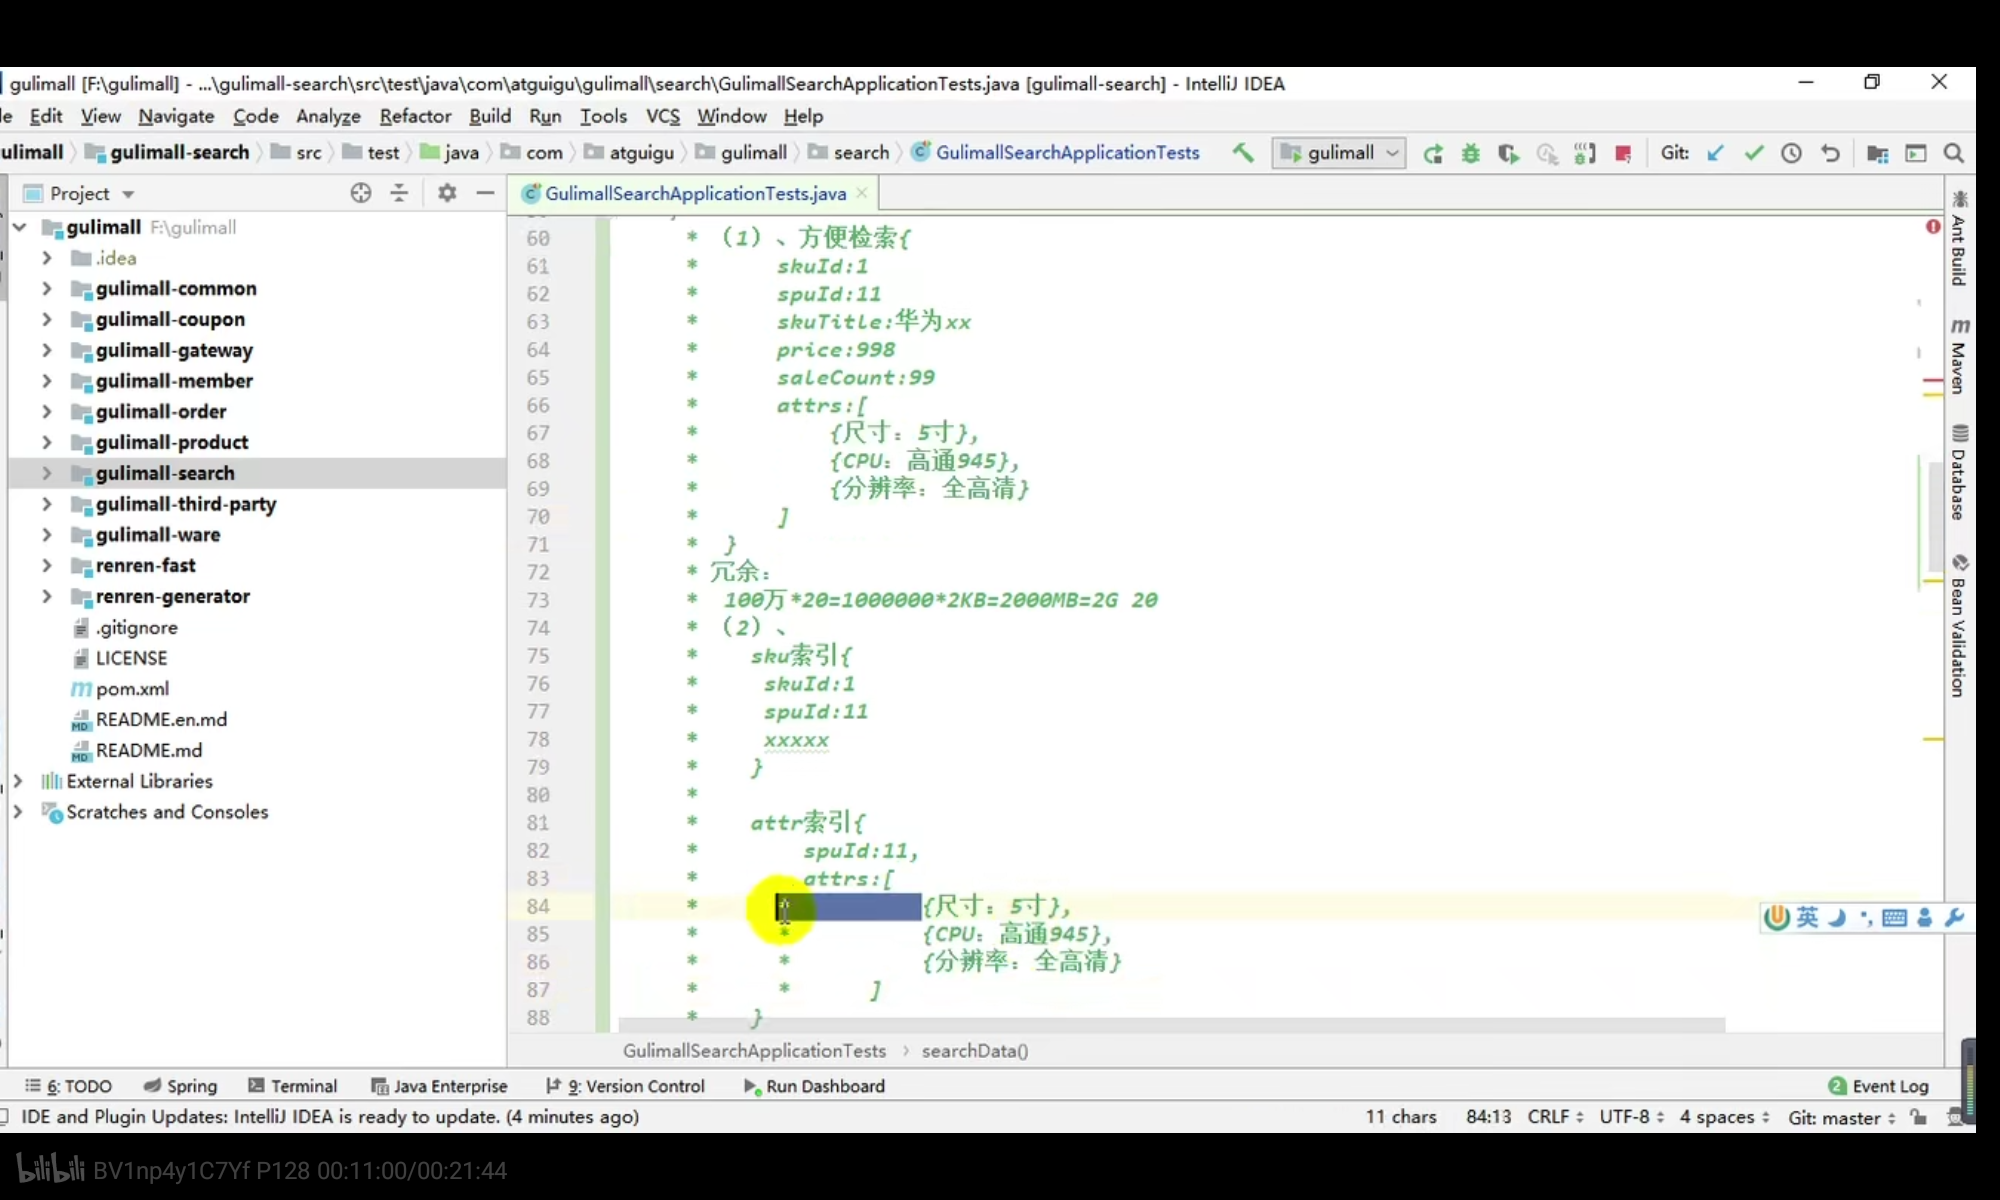 gulimall [F:\gulimall] - ...\gulimall-search\src\test\java\com\atguigu\gulimall\search\GulimallSearchApplicationTests.java [gulimall-search] - IntelliJ IDEA
Edit View Navigate Code Analyze Refactor Build Run Tools VCS Window Help
ulimall gulimall-search src test java com atguigu gulimall search GulimallSearchApplicationTests gulimall Git:
Project
GulimallSearchApplicationTests.java
gulimall F:\gulimall
.idea
gulimall-common
gulimall-coupon
gulimall-gateway
gulimall-member
gulimall-order
gulimall-product
gulimall-search
gulimall-third-party
gulimall-ware
renren-fast
renren-generator
.gitignore
LICENSE
pom.xml
README.en.md
README.md
External Libraries
Scratches and Consoles
60 * （1）、方便检索{
61 * skuId:1
62 * spuId:11
63 * skuTitle:华为xx
64 * price:998
65 * saleCount:99
66 * attrs:[
67 * {尺寸：5寸},
68 * {CPU：高通945},
69 * {分辨率：全高清}
70 * ]
71 * }
72 * 冗余：
73 * 100万*20=1000000*2KB=2000MB=2G 20
74 * （2）、
75 * sku索引{
76 * skuId:1
77 * spuId:11
78 * xxxxx
79 * }
80 *
81 * attr索引{
82 * spuId:11,
83 * attrs:[
84 * * {尺寸：5寸},
85 * * {CPU：高通945},
86 * * {分辨率：全高清}
87 * * ]
88 * }
Ant Build
Maven
Database
Bean Validation
英
GulimallSearchApplicationTests searchData()
6: TODO Spring Terminal Java Enterprise 9: Version Control Run Dashboard 2 Event Log
IDE and Plugin Updates: IntelliJ IDEA is ready to update. (4 minutes ago) 11 chars 84:13 CRLF UTF-8 4 spaces Git: master
bilibili BV1np4y1C7Yf P128 00:11:00/00:21:44